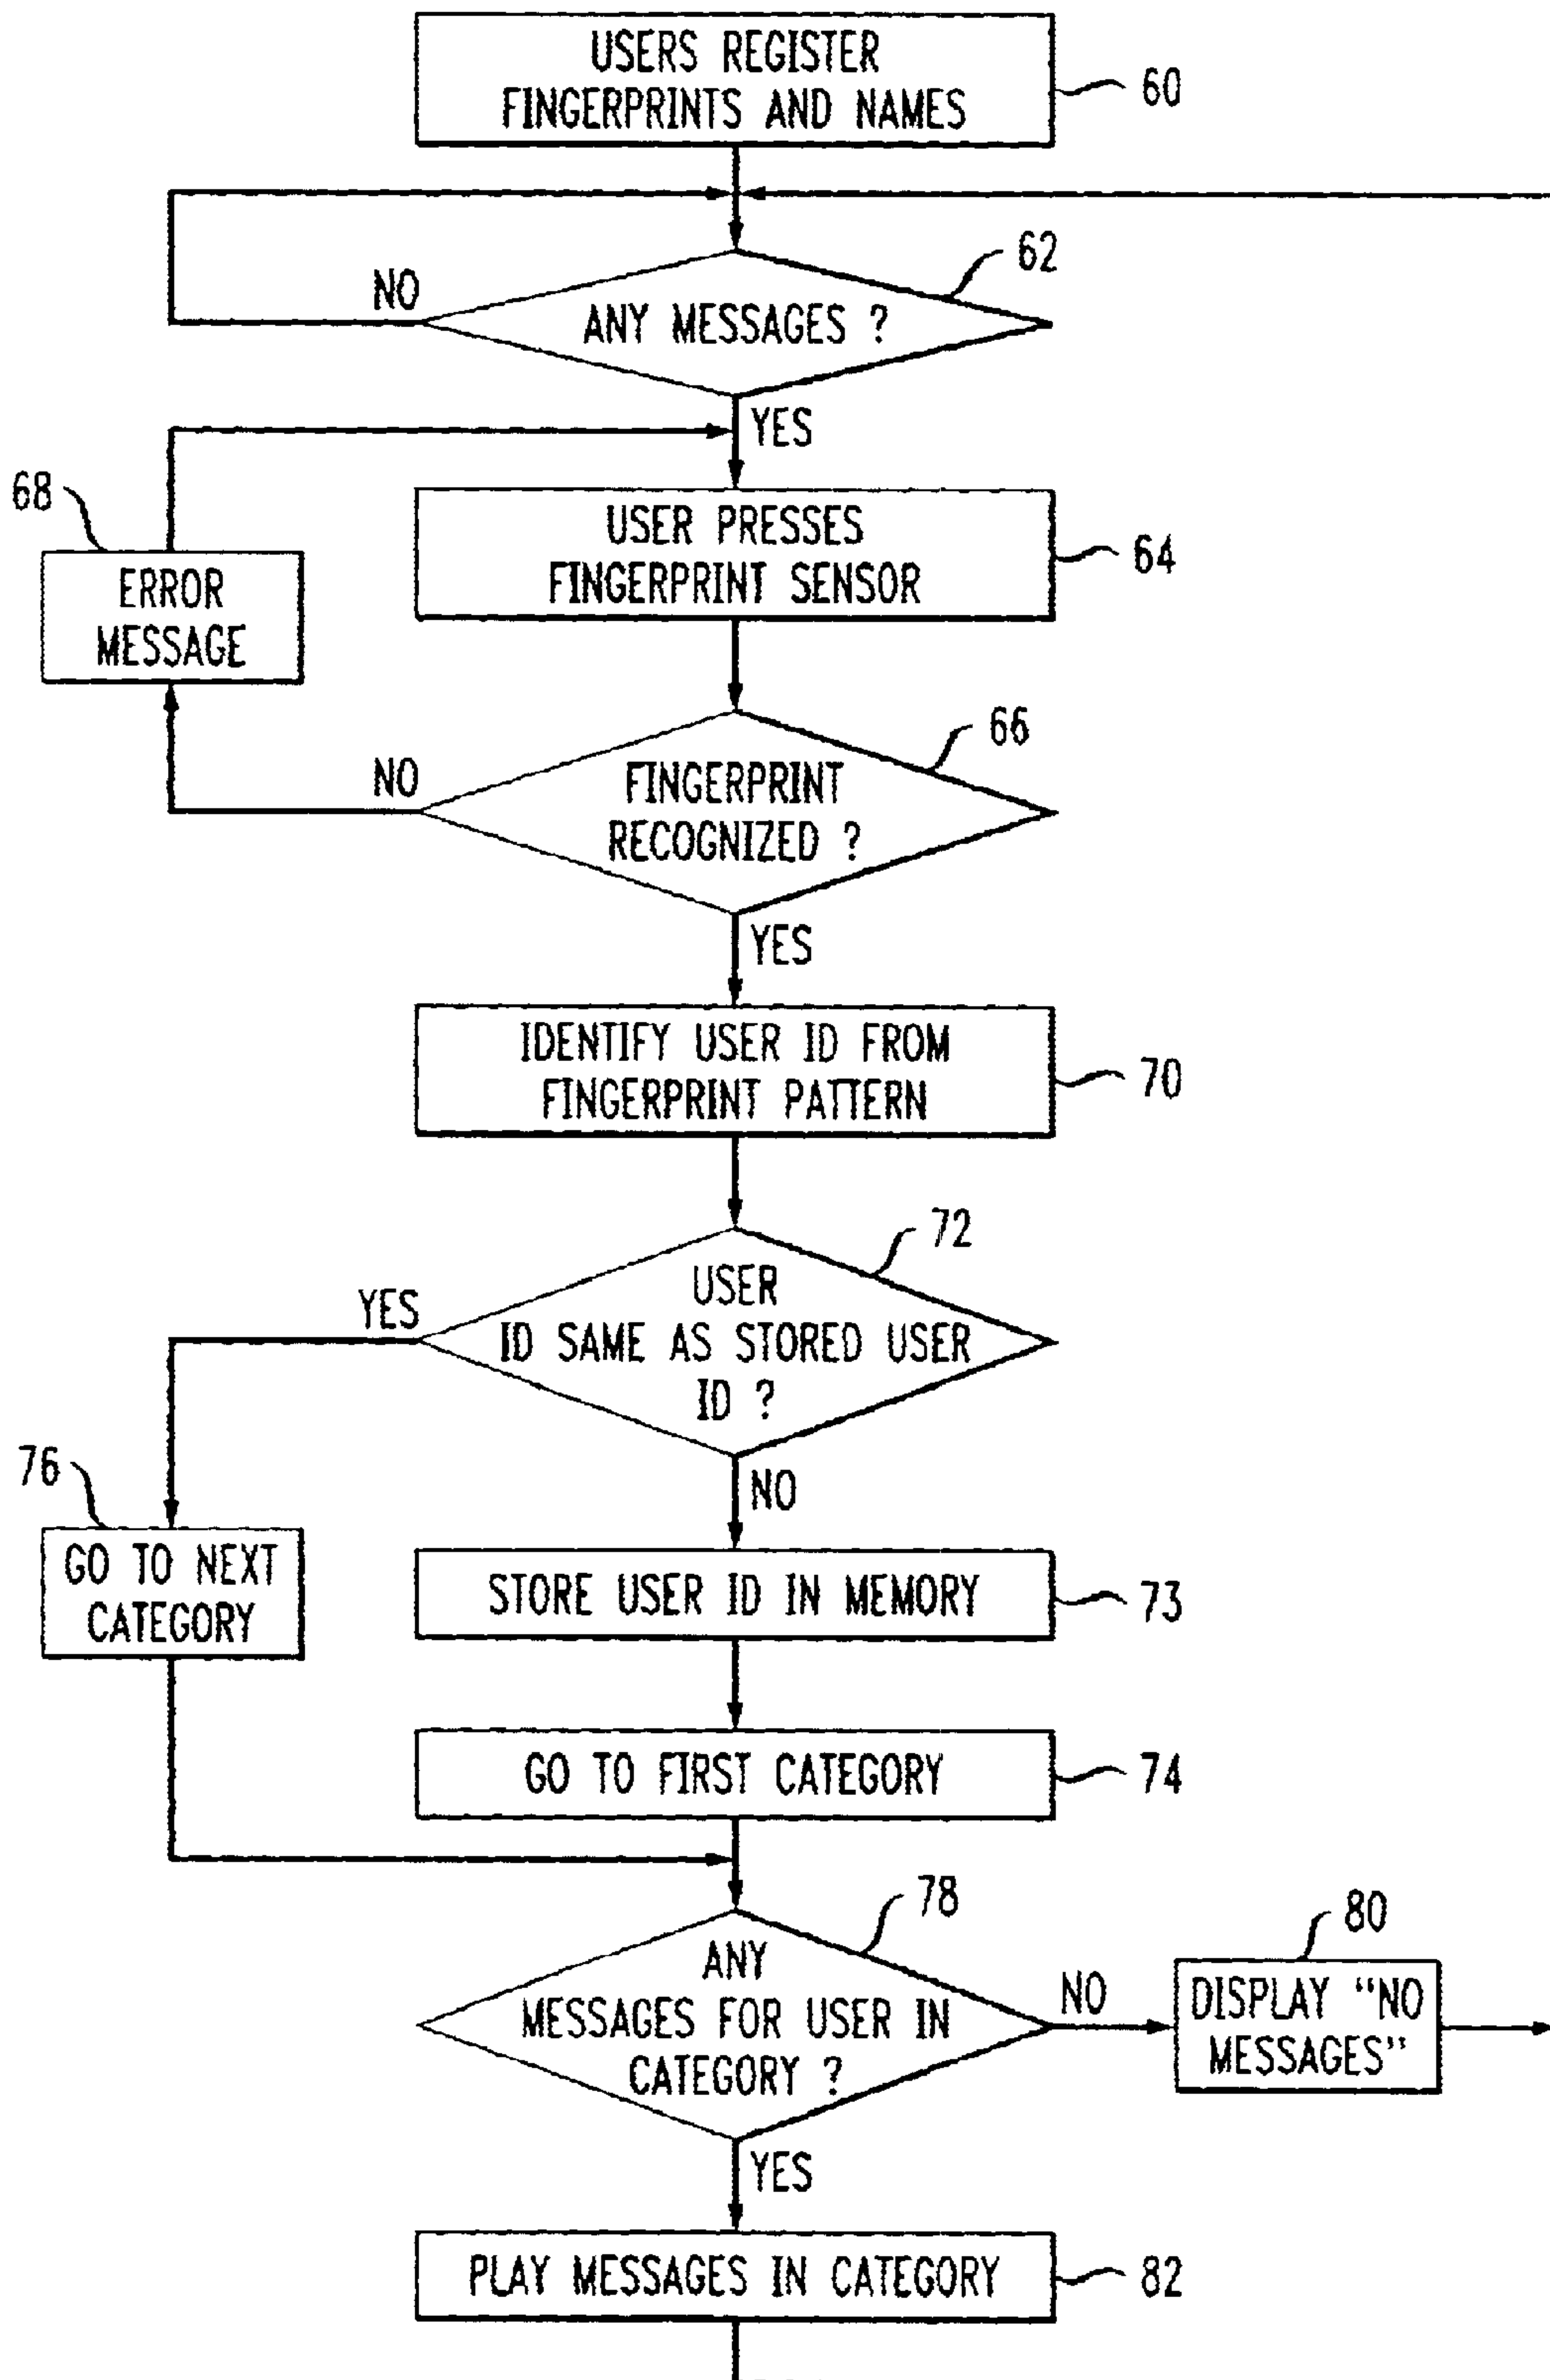 USERS REGISTER
FINGERPRINTS AND NAMES
60
62
NO
ANY MESSAGES ?
YES
68
USER PRESSES
FINGERPRINT SENSOR
64
ERROR
MESSAGE
66
NO
FINGERPRINT
RECOGNIZED ?
YES
IDENTIFY USER ID FROM
FINGERPRINT PATTERN
70
72
YES
USER
ID SAME AS STORED USER
ID ?
76
NO
GO TO NEXT
CATEGORY
STORE USER ID IN MEMORY
73
GO TO FIRST CATEGORY
74
78
80
ANY
MESSAGES FOR USER IN
CATEGORY ?
NO
DISPLAY "NO
MESSAGES"
YES
PLAY MESSAGES IN CATEGORY
82